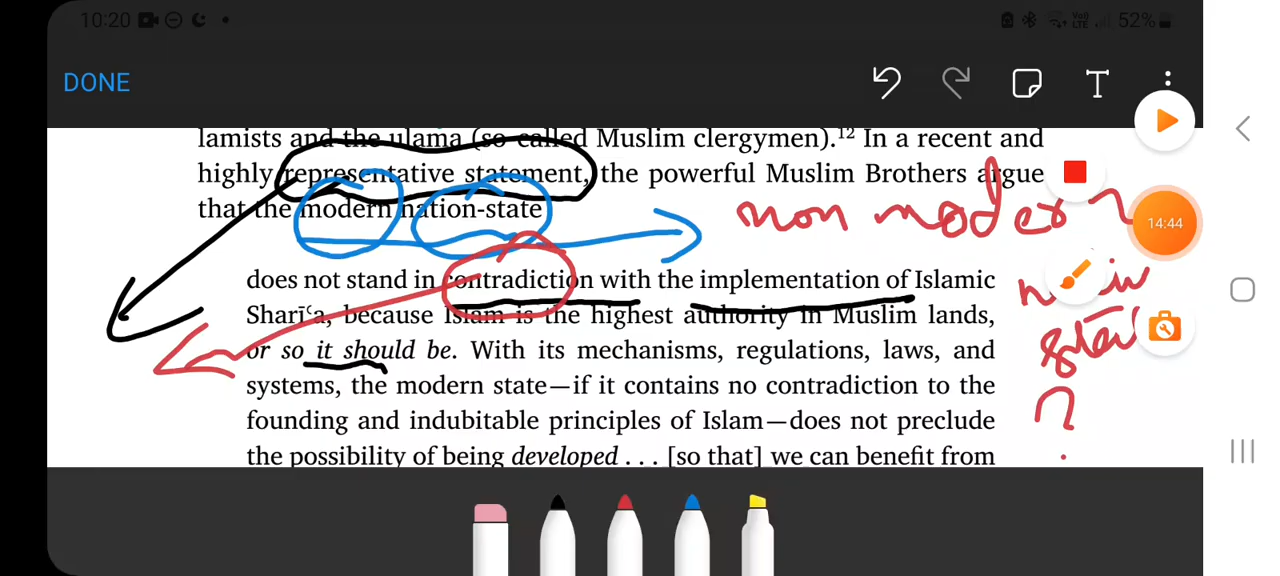 10:20
Vo)) LTE 52%
DONE
T
lamists and the ulama (so called Muslim clergymen).¹² In a recent and
highly representative statement, the powerful Muslim Brothers argue
that the modern nation-state
non moder
14:44
does not stand in contradiction with the implementation of Islamic
Sharīʿa, because Islam is the highest authority in Muslim lands,
or so it should be. With its mechanisms, regulations, laws, and
systems, the modern state—if it contains no contradiction to the
founding and indubitable principles of Islam—does not preclude
the possibility of being developed . . . [so that] we can benefit from
?